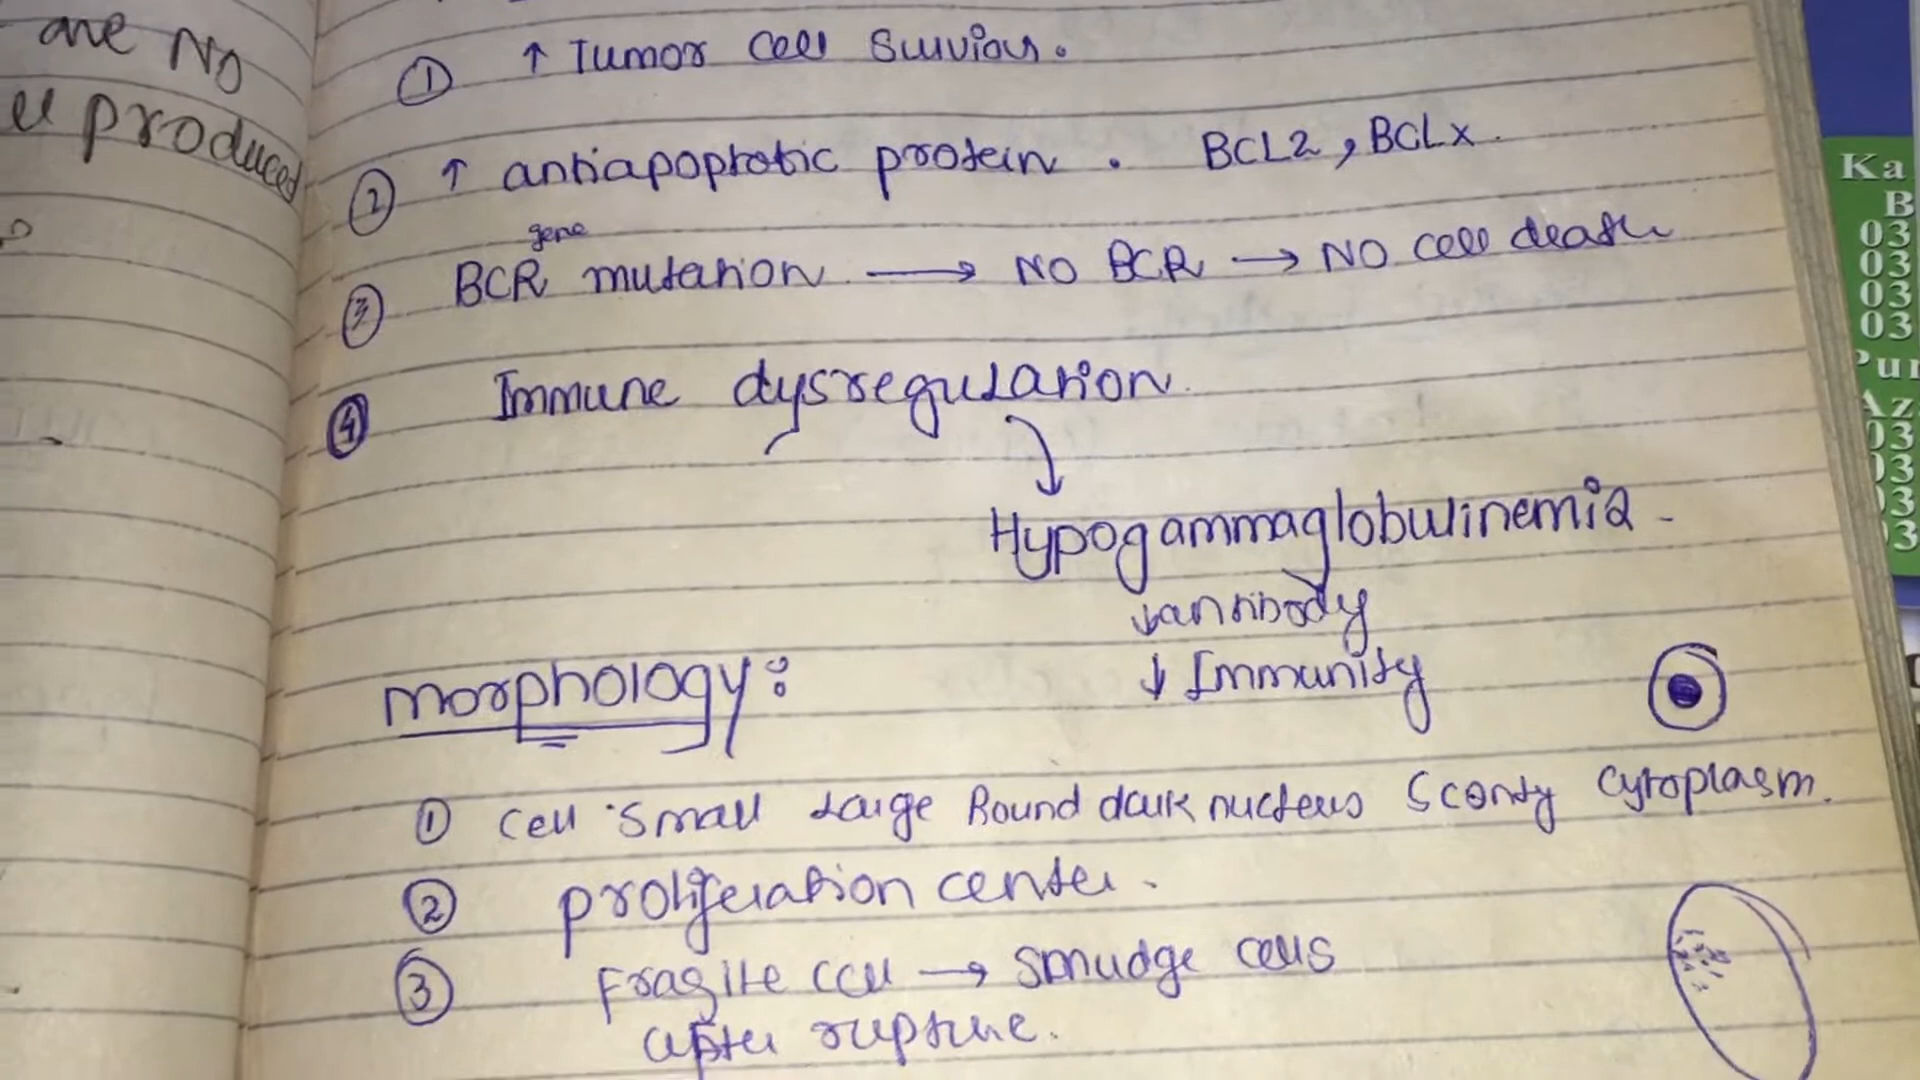 are No
ll produced
① ↑ Tumor cell Survior.
② ↑ antiapoptotic protein . BCL2, BCLX.
gene
③ BCR mutation → NO BCR → NO cell death
④ Immune dysregulation.
Hypogammaglobulinemia -
↓antibody
↓ Immunity
morphology:
① cell small Large Round dark nucleus Scanty cytoplasm.
② proliferation center.
③ Fragile cell → smudge cells
after rupture.
Ka
B
03
03
03
03
Pur
Az
03
03
03
03